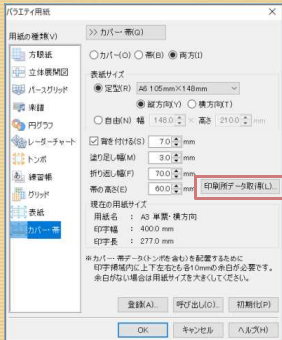 バラエティ用紙
用紙の種類(V)
方眼紙
立体展開図
パースグリッド
楽譜
円グラフ
レーダーチャート
トンボ
練習帳
グリッド
表紙
カバー・帯
>> カバー・帯(Q)
カバー(O) 帯(B) 両方(I)
表紙サイズ
定型(R) A6 105mm×148mm
縦方向(Y) 横方向(T)
自由(N) 幅 148.0 × 高さ 210.0 mm
背を付ける(S) 7.0 mm
塗り足し幅(M) 3.0 mm
折り返し幅(F) 70.0 mm
帯の高さ(E) 60.0 mm 印刷所データ取得(L)...
現在の用紙サイズ
用紙名 : A3 単票・横方向
印字幅 : 400.0 mm
印字長 : 277.0 mm
※カバー・帯データ(トンボを含む)を配置するために
印字領域内に上下左右とも各10mmの余白が必要です。
余白がない場合は用紙サイズを大きくしてください。
登録(A)... 呼び出し(C)... 初期化(P)
OK キャンセル ヘルプ(H)